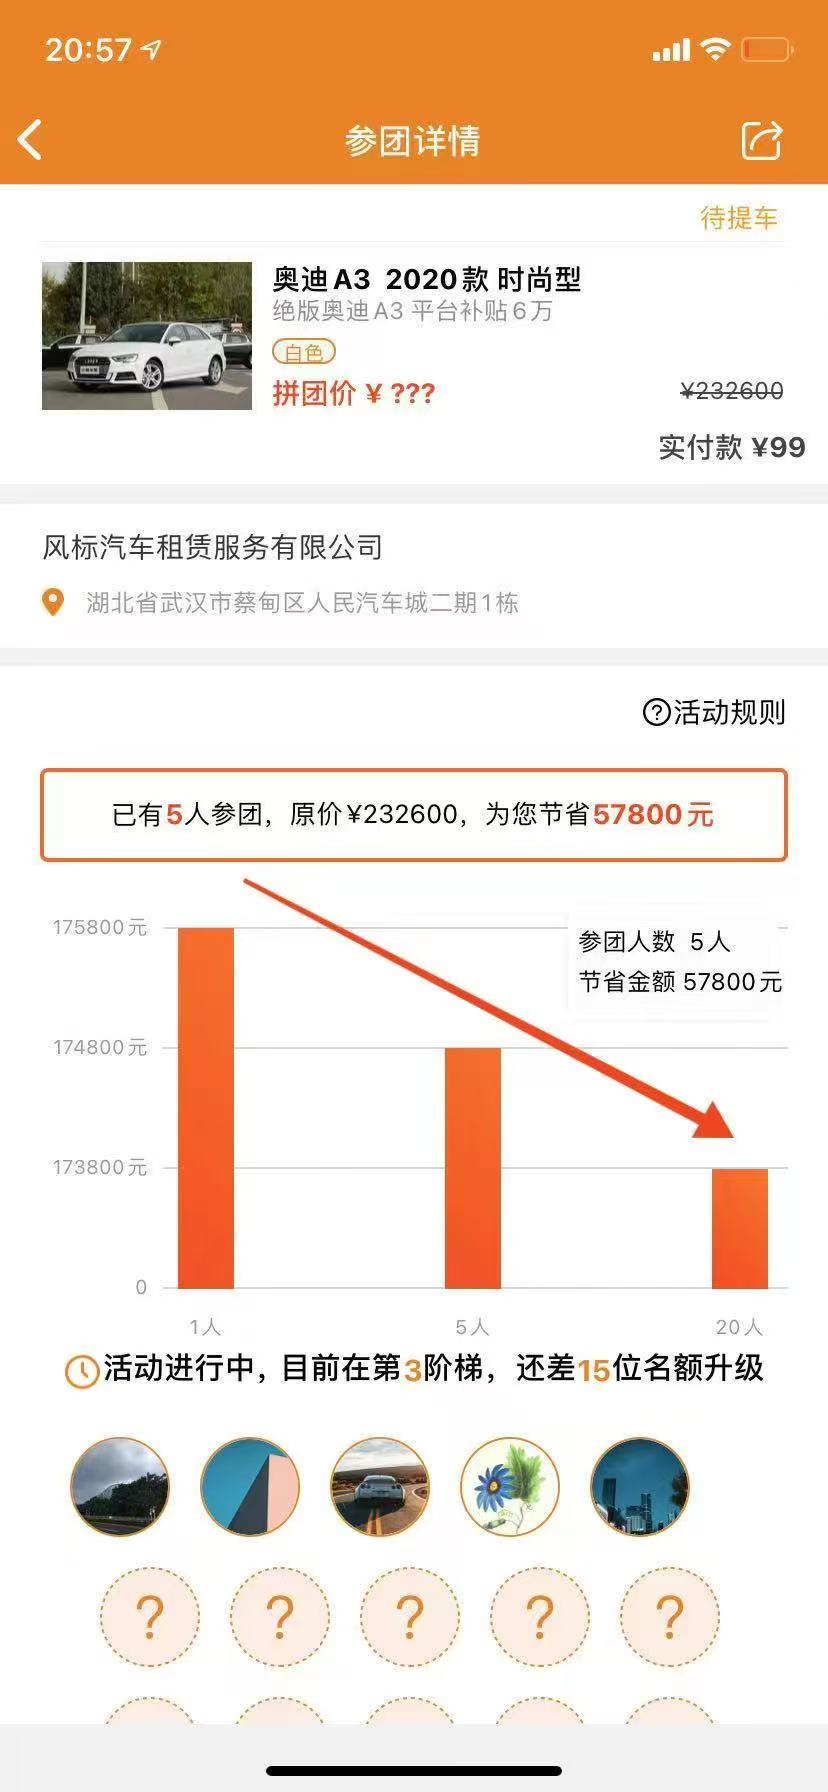 20:57
参团详情
待提车
奥迪A3 2020款 时尚型
绝版奥迪A3 平台补贴6万
白色
拼团价 ¥ ???
¥232600
实付款 ¥99
风标汽车租赁服务有限公司
湖北省武汉市蔡甸区人民汽车城二期1栋
?活动规则
已有5人参团，原价¥232600，为您节省57800元
175800元
参团人数 5人
节省金额 57800元
174800元
173800元
0
1人
5人
20人
活动进行中，目前在第3阶梯，还差15位名额升级
? ? ? ? ?